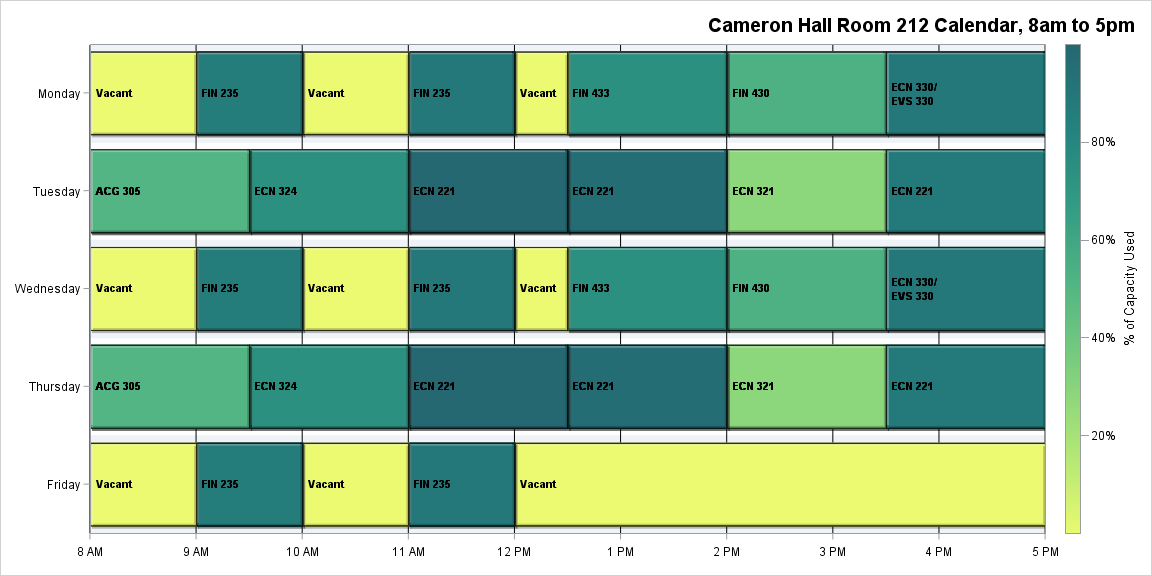 Cameron Hall Room 212 Calendar, 8am to 5pm
Monday
Vacant
FIN 235
Vacant
FIN 235
Vacant
FIN 433
FIN 430
ECN 330/
EVS 330
Tuesday
ACG 305
ECN 324
ECN 221
ECN 221
ECN 321
ECN 221
Wednesday
Vacant
FIN 235
Vacant
FIN 235
Vacant
FIN 433
FIN 430
ECN 330/
EVS 330
Thursday
ACG 305
ECN 324
ECN 221
ECN 221
ECN 321
ECN 221
Friday
Vacant
FIN 235
Vacant
FIN 235
Vacant
8 AM
9 AM
10 AM
11 AM
12 PM
1 PM
2 PM
3 PM
4 PM
5 PM
80%
60%
40%
20%
% of Capacity Used